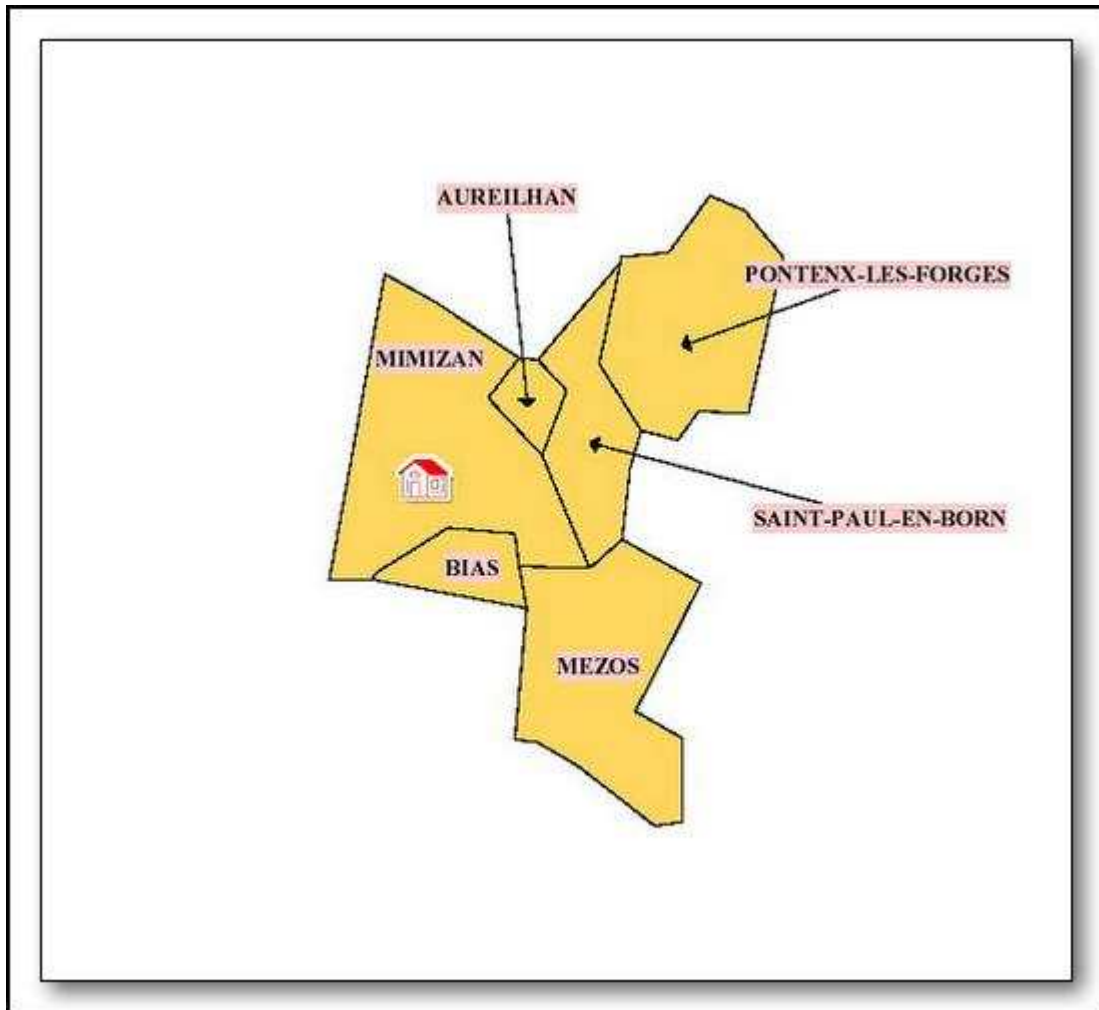 AUREILHAN
PONTENX-LES-FORGES
MIMIZAN
SAINT-PAUL-EN-BORN
BIAS
MEZOS